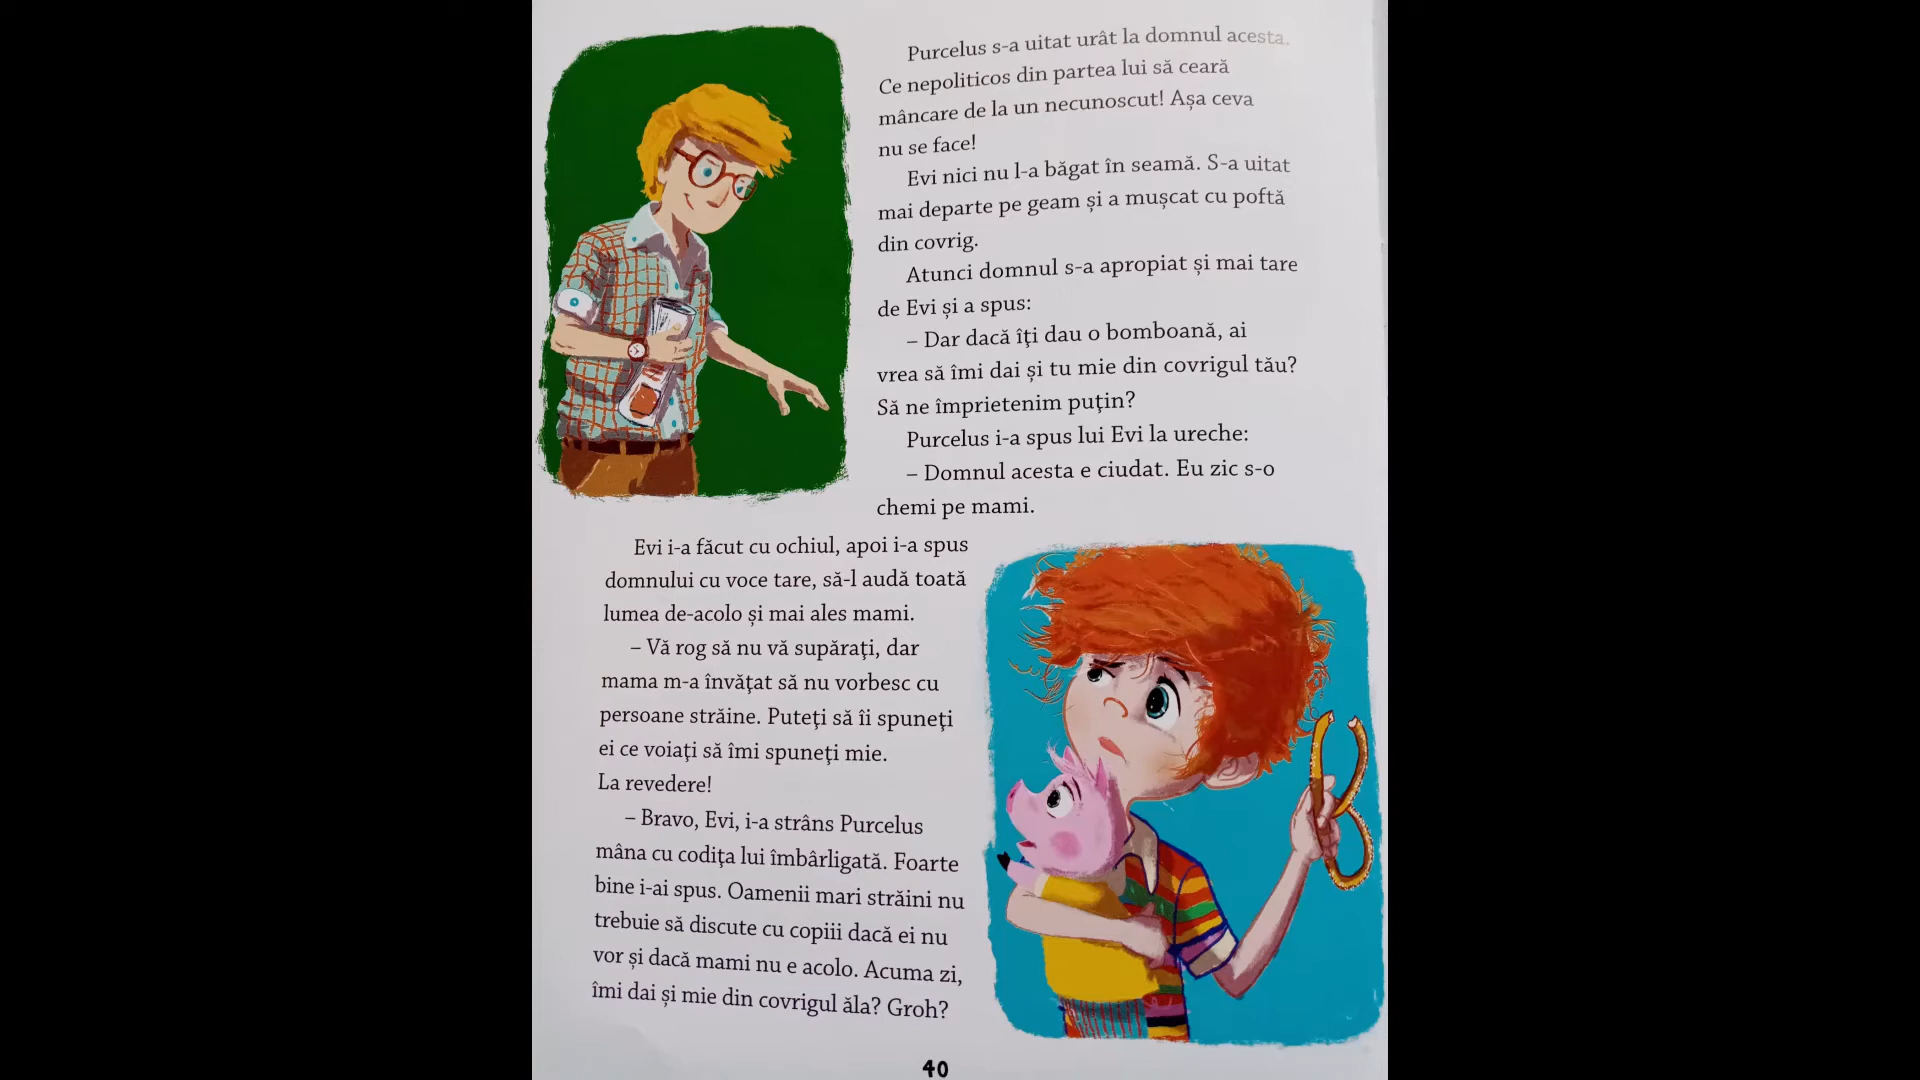 Purcelus s-a uitat urât la domnul acesta.
Ce nepoliticos din partea lui să ceară
mâncare de la un necunoscut! Așa ceva
nu se face!
Evi nici nu l-a băgat în seamă. S-a uitat
mai departe pe geam și a mușcat cu poftă
din covrig.
Atunci domnul s-a apropiat și mai tare
de Evi și a spus:
– Dar dacă îți dau o bomboană, ai
vrea să îmi dai și tu mie din covrigul tău?
Să ne împrietenim puțin?
Purcelus i-a spus lui Evi la ureche:
– Domnul acesta e ciudat. Eu zic s-o
chemi pe mami.
Evi i-a făcut cu ochiul, apoi i-a spus
domnului cu voce tare, să-l audă toată
lumea de-acolo și mai ales mami.
– Vă rog să nu vă supărați, dar
mama m-a învățat să nu vorbesc cu
persoane străine. Puteți să îi spuneți
ei ce voiați să îmi spuneți mie.
La revedere!
– Bravo, Evi, i-a strâns Purcelus
mâna cu codița lui îmbârligată. Foarte
bine i-ai spus. Oamenii mari străini nu
trebuie să discute cu copiii dacă ei nu
vor și dacă mami nu e acolo. Acuma zi,
îmi dai și mie din covrigul ăla? Groh?
40